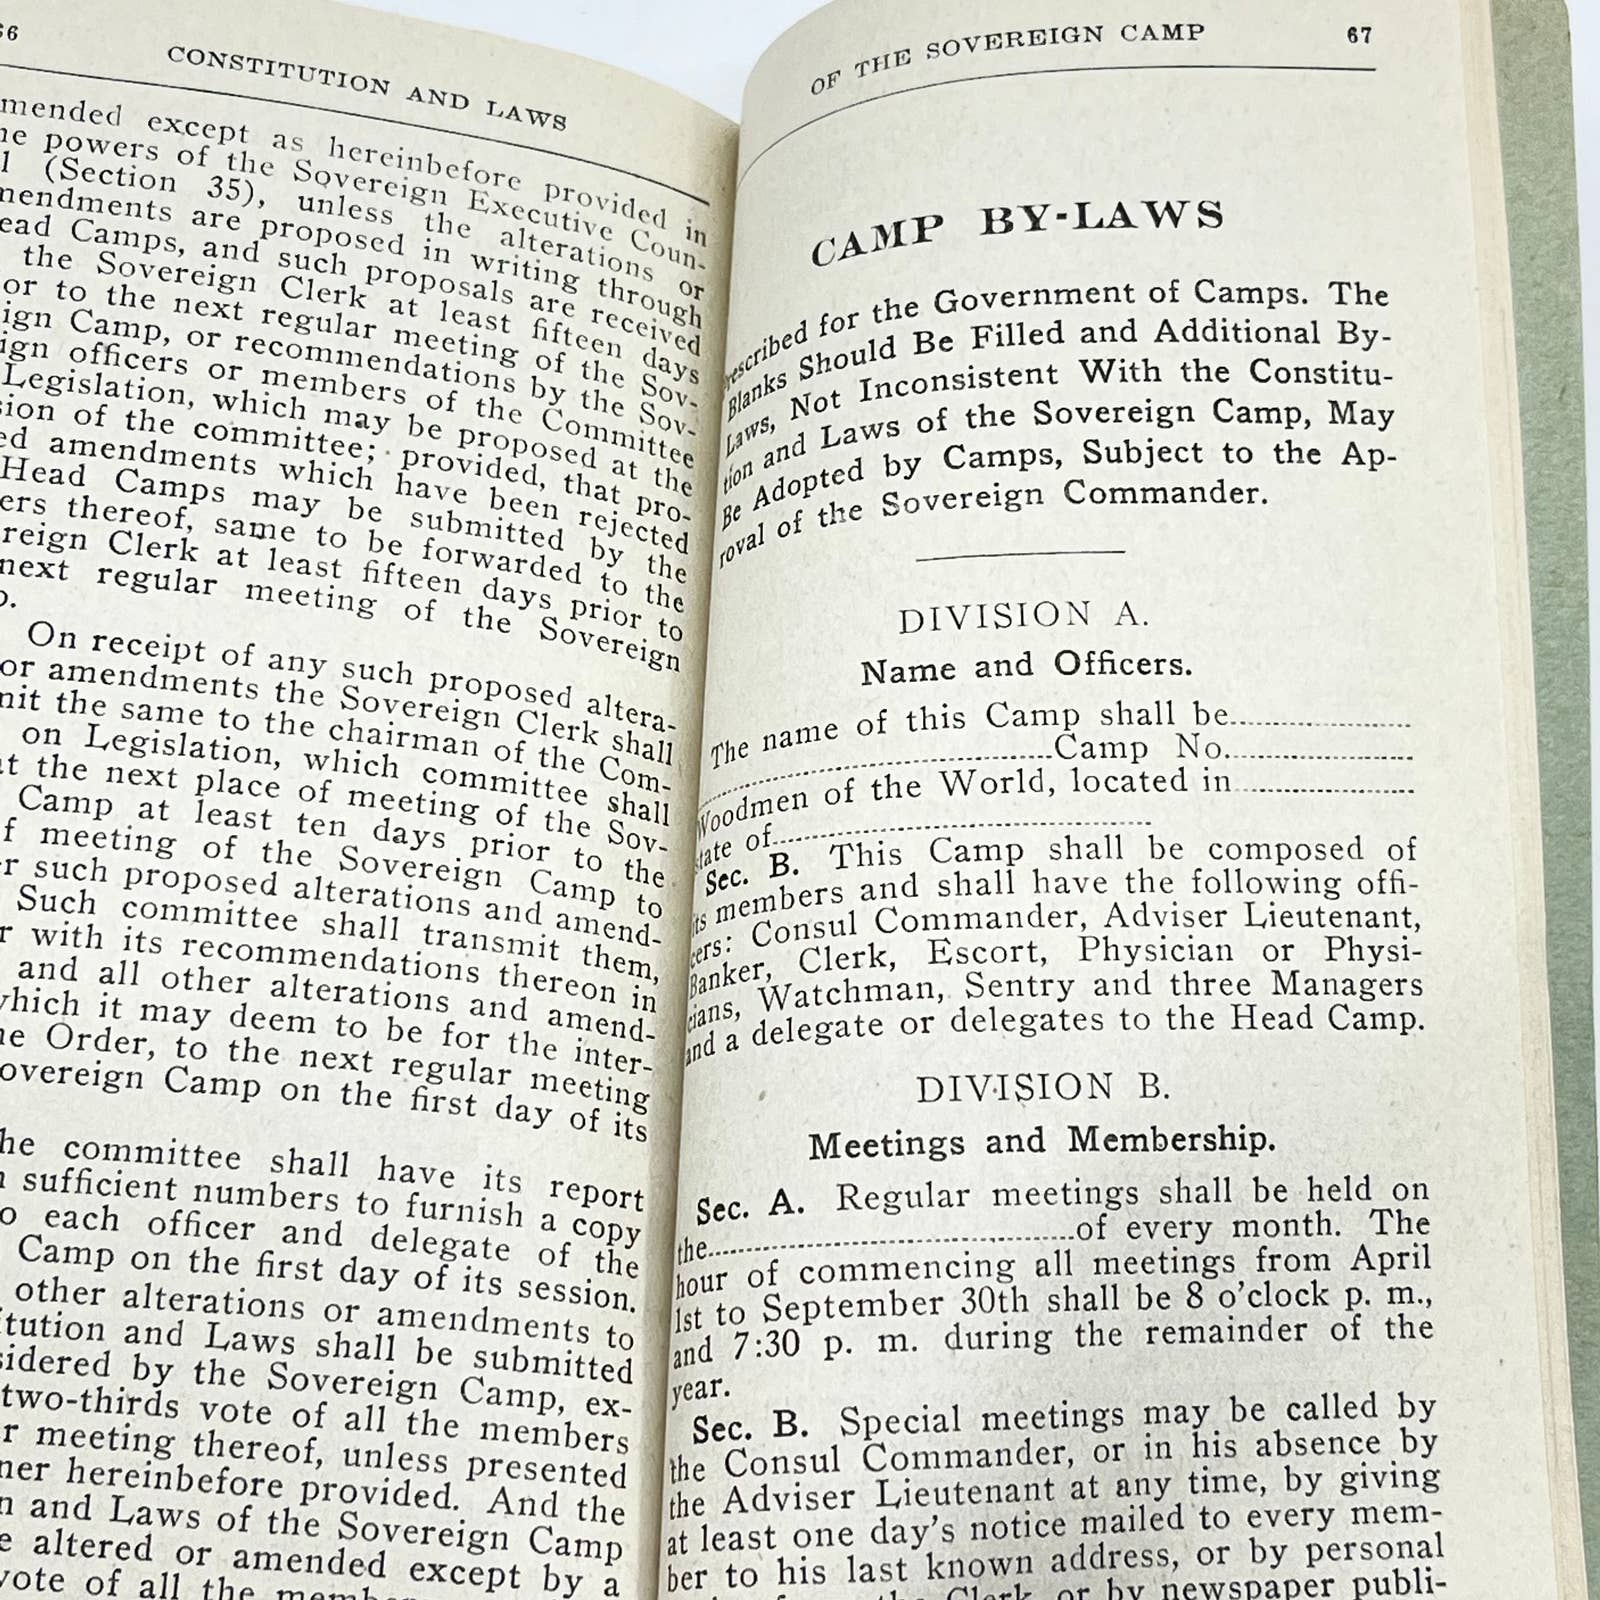 66
CONSTITUTION AND LAWS
mended except as hereinbefore provided in
the powers of the Sovereign Executive Coun-
(Section 35), unless the alterations or
mendments are proposed in writing through
ead Camps, and such proposals are received
the Sovereign Clerk at least fifteen days
or to the next regular meeting of the Sov-
ign Camp, or recommendations by the Sov-
ign officers or members of the Committee
Legislation, which may be proposed at the
sion of the committee; provided, that pro-
ed amendments which have been rejected
Head Camps may be submitted by the
ers thereof, same to be forwarded to the
reign Clerk at least fifteen days prior to
next regular meeting of the Sovereign
p.
On receipt of any such proposed altera-
or amendments the Sovereign Clerk shall
mit the same to the chairman of the Com-
on Legislation, which committee shall
at the next place of meeting of the Sov-
Camp at least ten days prior to the
f meeting of the Sovereign Camp to
r such proposed alterations and amend-
Such committee shall transmit them,
r with its recommendations thereon in
and all other alterations and amend-
which it may deem to be for the inter-
he Order, to the next regular meeting
overeign Camp on the first day of its
he committee shall have its report
n sufficient numbers to furnish a copy
o each officer and delegate of the
Camp on the first day of its session.
other alterations or amendments to
itution and Laws shall be submitted
sidered by the Sovereign Camp, ex-
two-thirds vote of all the members
r meeting thereof, unless presented
ner hereinbefore provided. And the
n and Laws of the Sovereign Camp
e altered or amended except by a
vote of all the
OF THE SOVEREIGN CAMP
67
CAMP BY-LAWS
Prescribed for the Government of Camps. The
Blanks Should Be Filled and Additional By-
Laws, Not Inconsistent With the Constitu-
tion and Laws of the Sovereign Camp, May
Be Adopted by Camps, Subject to the Ap-
roval of the Sovereign Commander.
DIVISION A.
Name and Officers.
The name of this Camp shall be....................
........................................Camp No.....................
Woodmen of the World, located in....................
state of........................................
Sec. B. This Camp shall be composed of
its members and shall have the following offi-
cers: Consul Commander, Adviser Lieutenant,
Banker, Clerk, Escort, Physician or Physi-
cians, Watchman, Sentry and three Managers
and a delegate or delegates to the Head Camp.
DIVISION B.
Meetings and Membership.
Sec. A. Regular meetings shall be held on
the........................................of every month. The
hour of commencing all meetings from April
1st to September 30th shall be 8 o'clock p. m.,
and 7:30 p. m. during the remainder of the
year.
Sec. B. Special meetings may be called by
the Consul Commander, or in his absence by
the Adviser Lieutenant at any time, by giving
at least one day's notice mailed to every mem-
ber to his last known address, or by personal
Clerk or by newspaper publi-